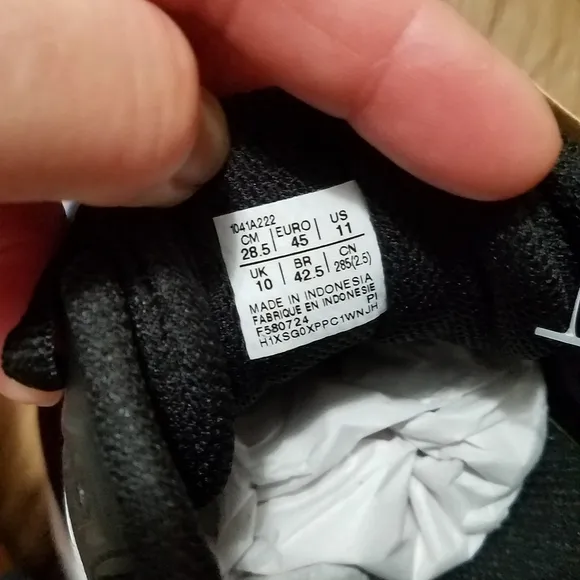 1041A222
CM EURO US
28.5 45 11
UK BR CN
10 42.5 285(2.5)
MADE IN INDONESIA
FABRIQUE EN INDONESIE
F580724 PI
H1XSG0XPPC1WNJH